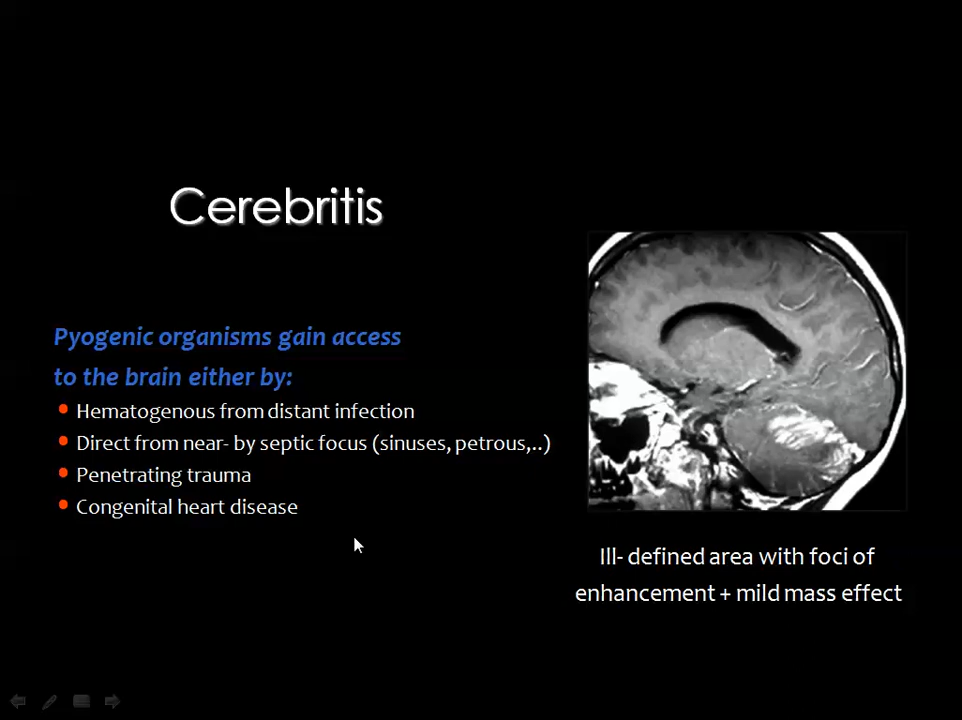 Cerebritis
Pyogenic organisms gain access
to the brain either by:
• Hematogenous from distant infection
• Direct from near- by septic focus (sinuses, petrous,..)
• Penetrating trauma
• Congenital heart disease
Ill- defined area with foci of
enhancement + mild mass effect